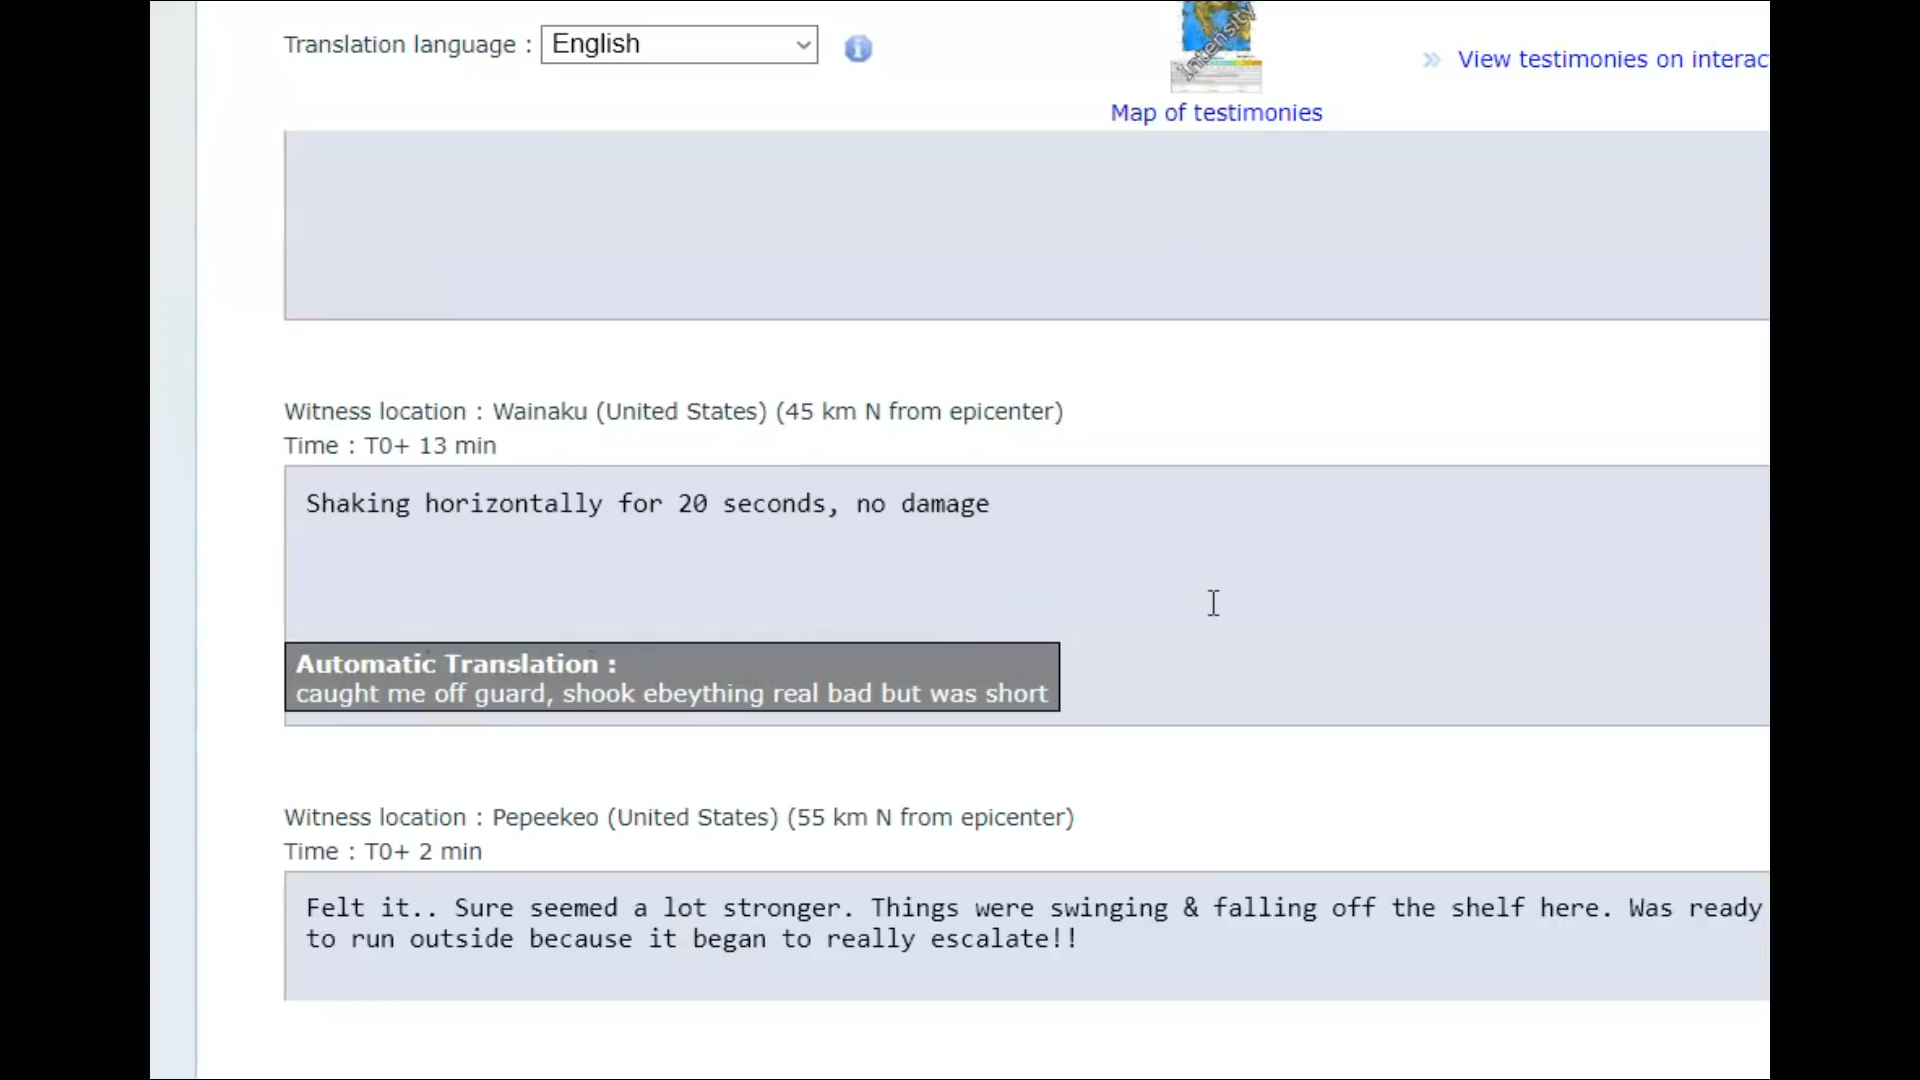 Translation language : English
intensity
Map of testimonies
» View testimonies on interac
Witness location : Wainaku (United States) (45 km N from epicenter)
Time : T0+ 13 min
Shaking horizontally for 20 seconds, no damage
Automatic Translation :
caught me off guard, shook ebeything real bad but was short
Witness location : Pepeekeo (United States) (55 km N from epicenter)
Time : T0+ 2 min
Felt it.. Sure seemed a lot stronger. Things were swinging & falling off the shelf here. Was ready
to run outside because it began to really escalate!!